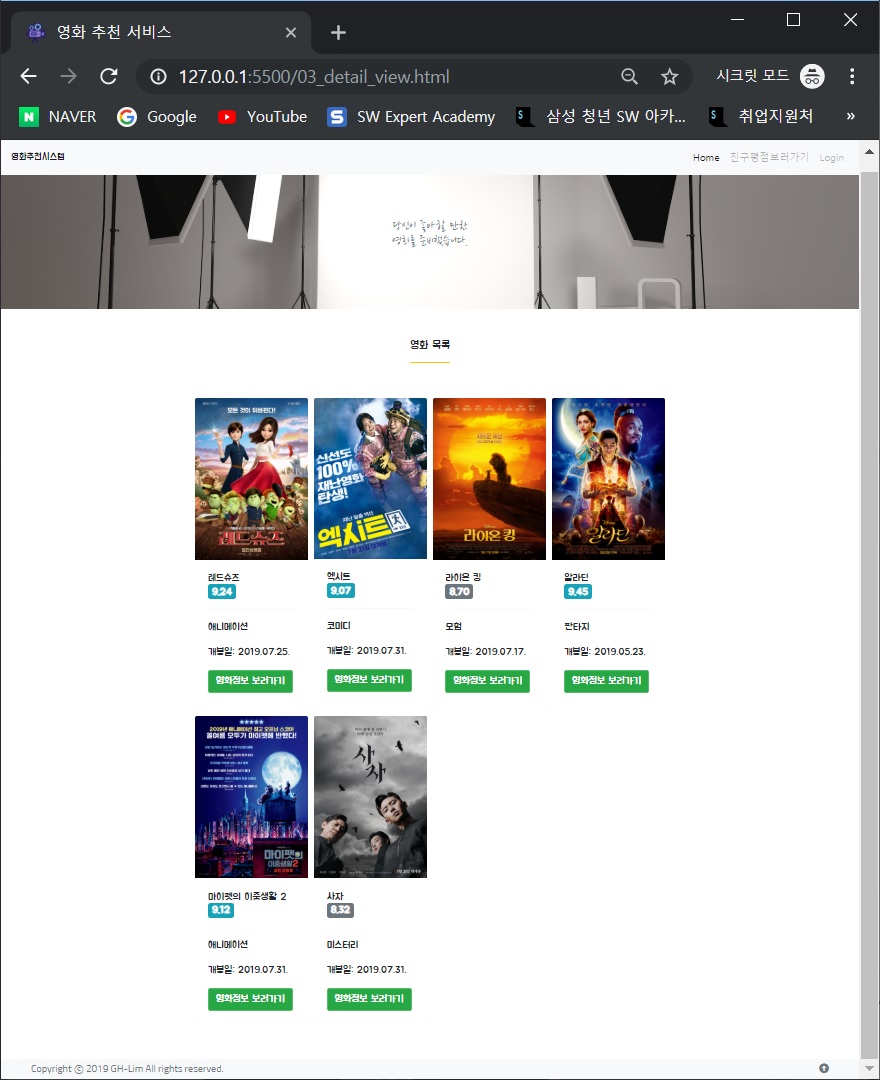 영화 추천 서비스
127.0.0.1:5500/03_detail_view.html
시크릿 모드
NAVER Google YouTube SW Expert Academy 삼성 청년 SW 아카... 취업지원처 »
영화추천시스템 Home 친구평점보러가기 Login
당신이 좋아할 만한
영화를 준비했습니다.
영화 목록
모든 것이 뒤바뀐다!
레드슈즈
신선도
100%
재난영화
탄생!
엑시트
라이온 킹
알라딘
레드슈즈
9.24
애니메이션
개봉일: 2019.07.25.
영화정보 보러가기
엑시트
9.07
코미디
개봉일: 2019.07.31.
영화정보 보러가기
라이온 킹
8.70
모험
개봉일: 2019.07.17.
영화정보 보러가기
알라딘
9.45
판타지
개봉일: 2019.05.23.
영화정보 보러가기
2019년 애니메이션 최고 오프닝 스코어
올여름 모두가 마이펫에 반했다!
마이펫의
이중생활2
사자
마이펫의 이중생활 2
9.12
애니메이션
개봉일: 2019.07.31.
영화정보 보러가기
사자
8.32
미스터리
개봉일: 2019.07.31.
영화정보 보러가기
Copyright ⓒ 2019 GH-Lim All rights reserved.